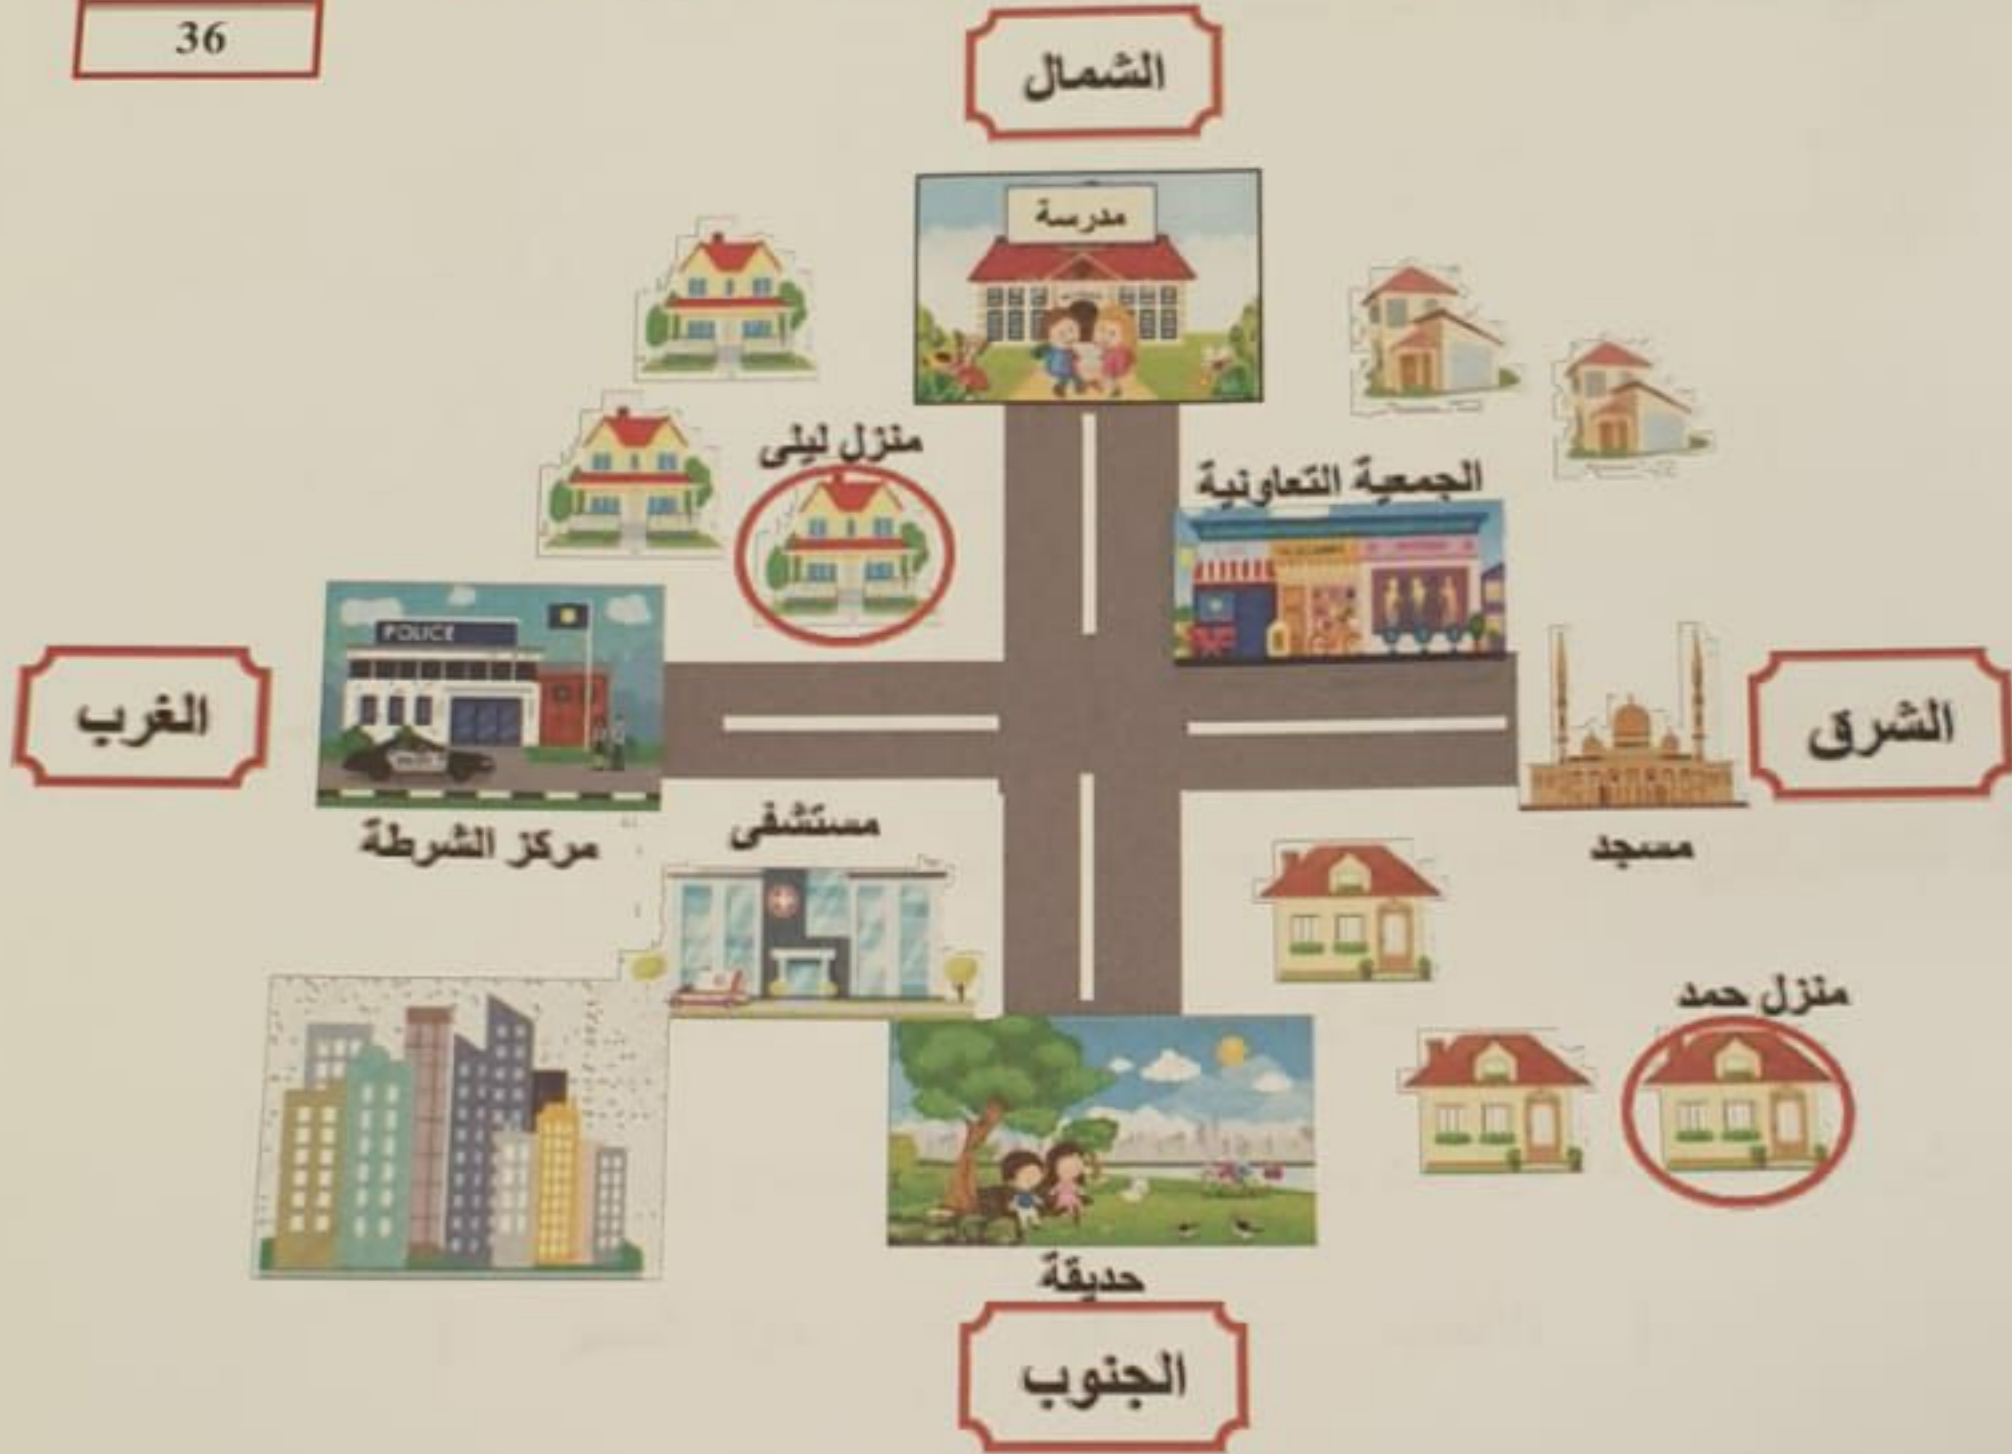 36
الشمال
مدرسة
منزل ليلى
الجمعية التعاونية
POLICE
الشرق
الغرب
مستشفى
مركز الشرطة
مسجد
منزل حمد
حديقة
الجنوب